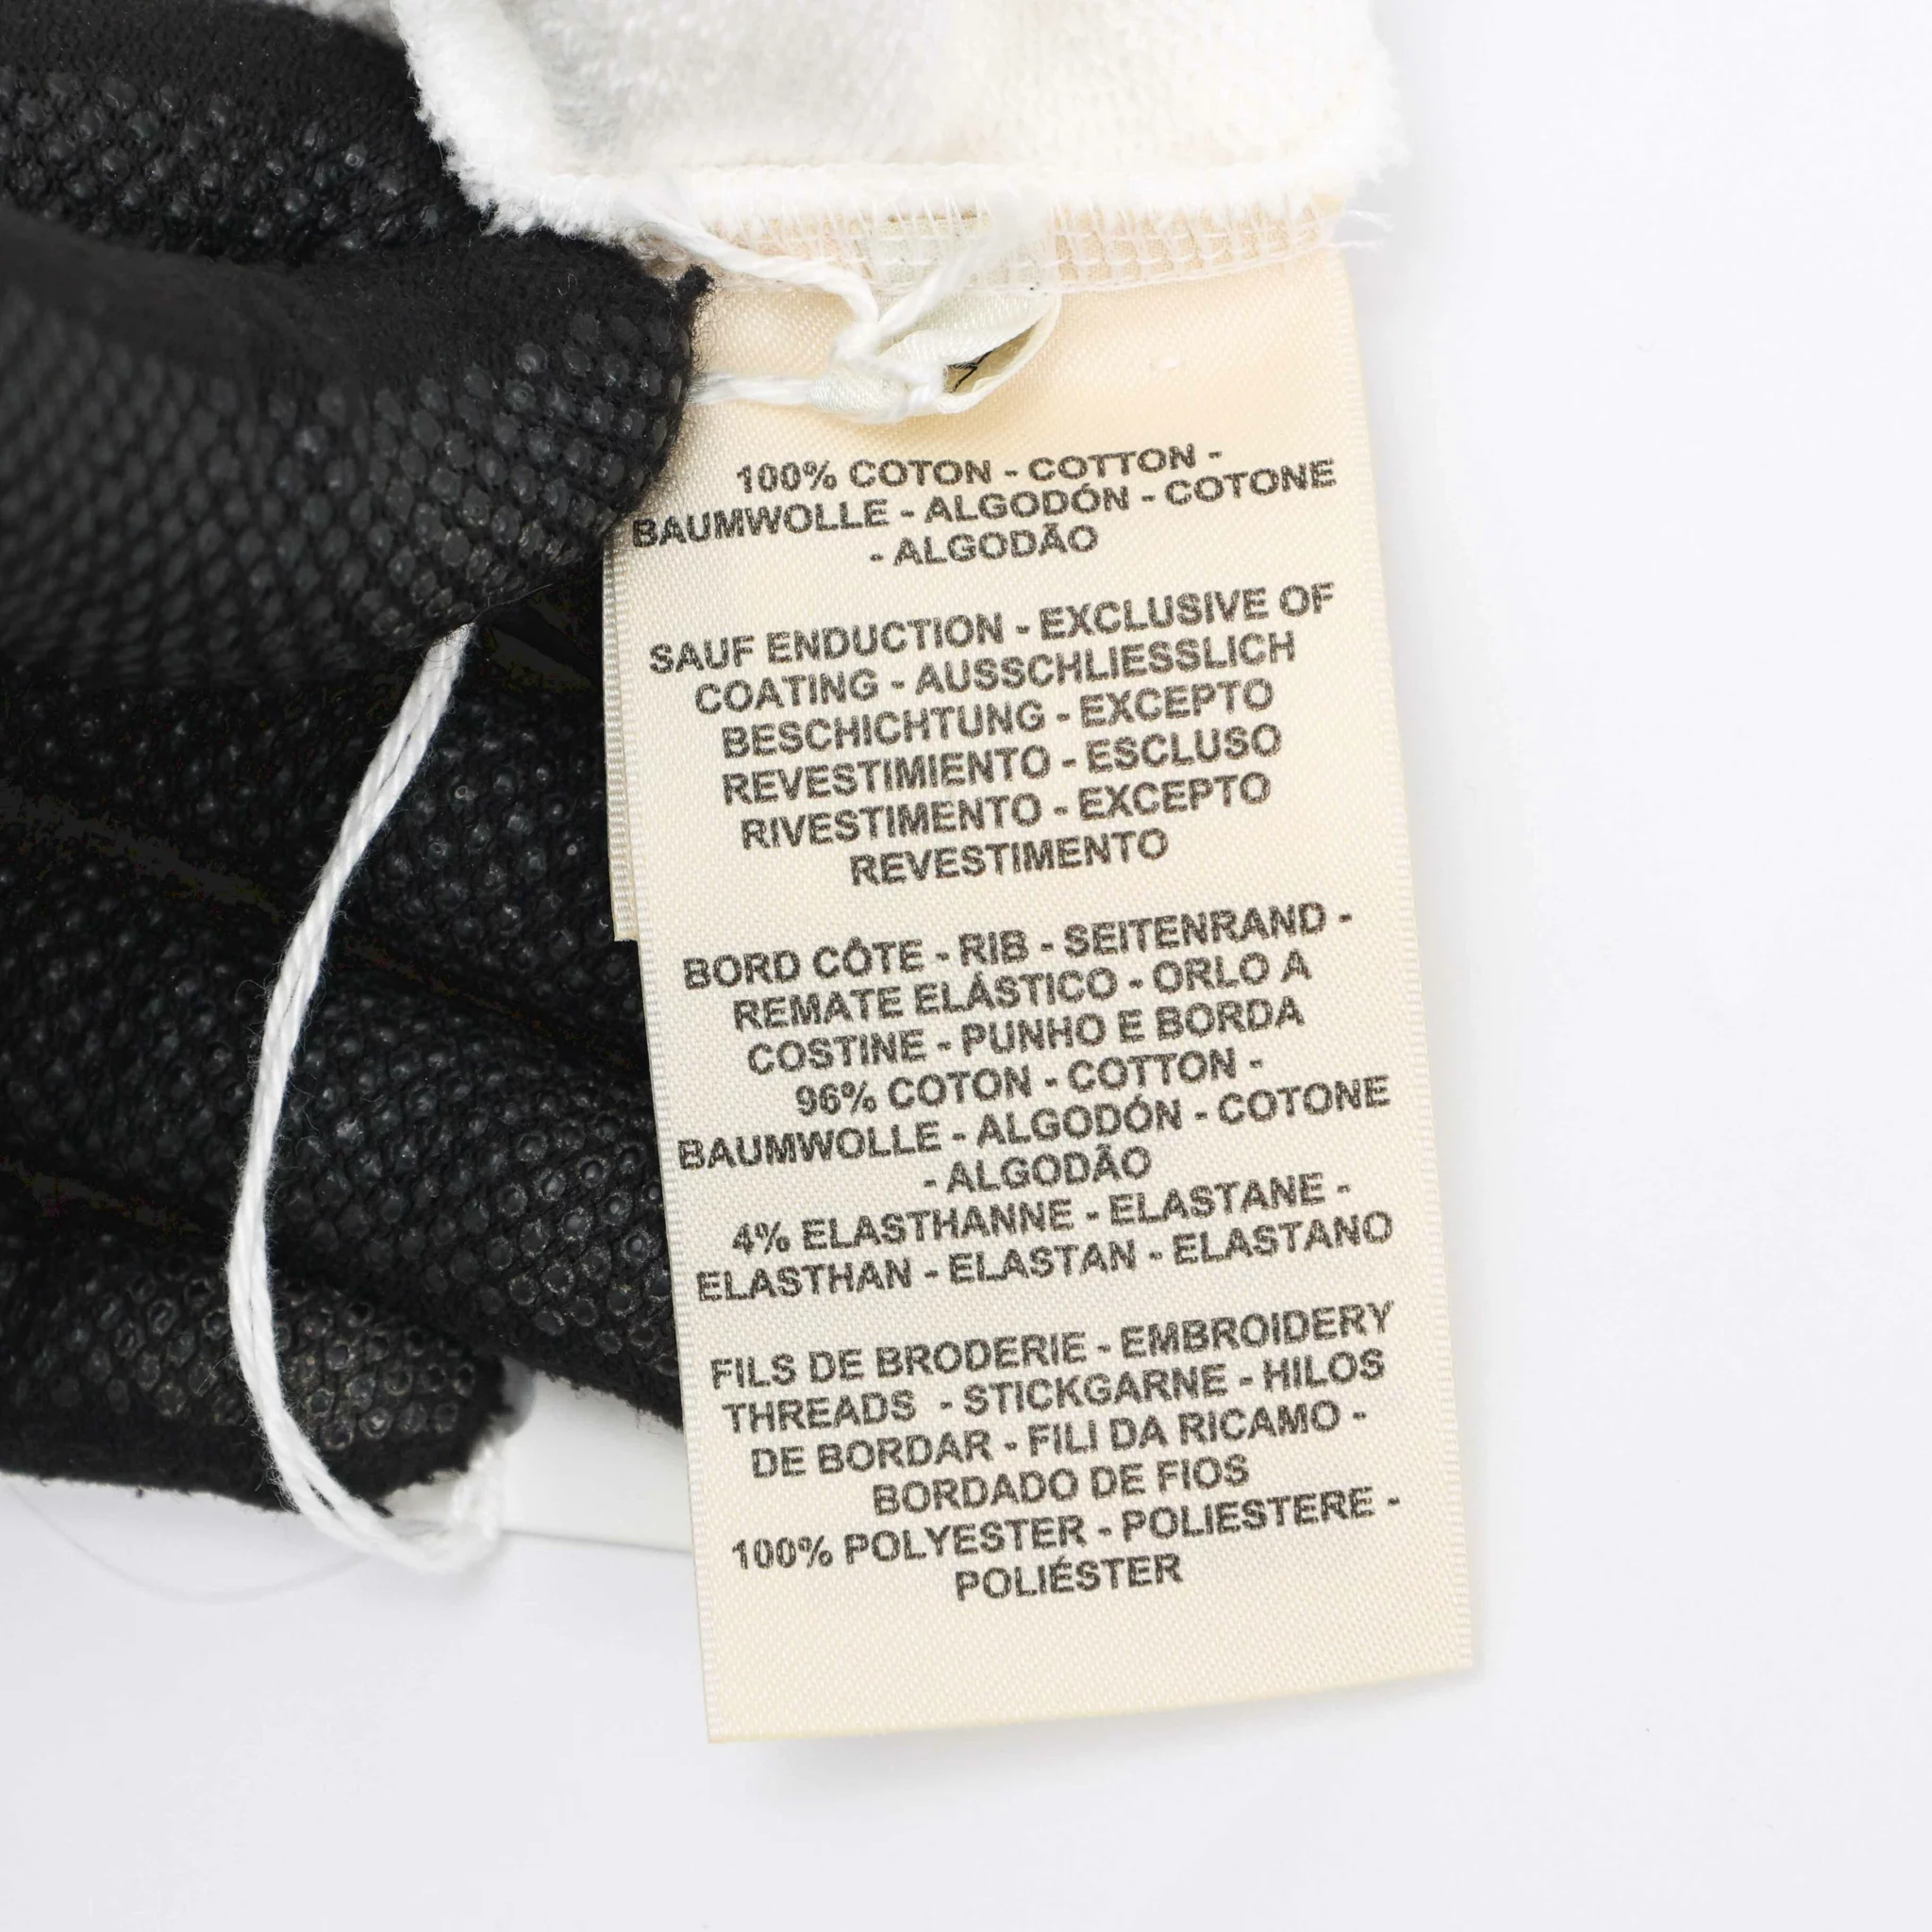 100% COTON - COTTON -
BAUMWOLLE - ALGODÓN - COTONE
- ALGODÃO
SAUF ENDUCTION - EXCLUSIVE OF
COATING - AUSSCHLIESSLICH
BESCHICHTUNG - EXCEPTO
REVESTIMIENTO - ESCLUSO
RIVESTIMENTO - EXCEPTO
REVESTIMENTO
BORD CÔTE - RIB - SEITENRAND -
REMATE ELÁSTICO - ORLO A
COSTINE - PUNHO E BORDA
96% COTON - COTTON -
BAUMWOLLE - ALGODÓN - COTONE
- ALGODÃO
4% ELASTHANNE - ELASTANE -
ELASTHAN - ELASTAN - ELASTANO
FILS DE BRODERIE - EMBROIDERY
THREADS - STICKGARNE - HILOS
DE BORDAR - FILI DA RICAMO -
BORDADO DE FIOS
100% POLYESTER - POLIESTERE -
POLIÉSTER